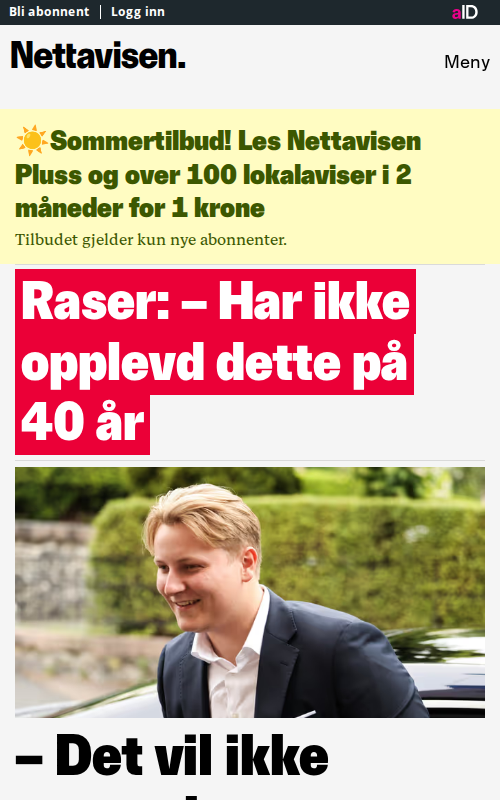 Bli abonnent
Logg inn
aID
Nettavisen.
Meny
☀️Sommertilbud! Les Nettavisen
Pluss og over 100 lokalaviser i 2
måneder for 1 krone
Tilbudet gjelder kun nye abonnenter.
Raser: – Har ikke
opplevd dette på
40 år
– Det vil ikke